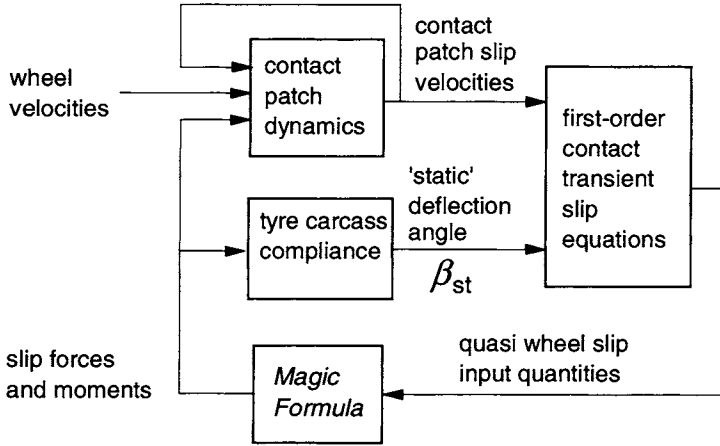 wheel
velocities
contact
patch
dynamics
contact
patch slip
velocities
first-order
contact
transient
slip
equations
tyre carcass
compliance
'static'
deflection
angle
β_st
slip forces
and moments
Magic
Formula
quasi wheel slip
input quantities